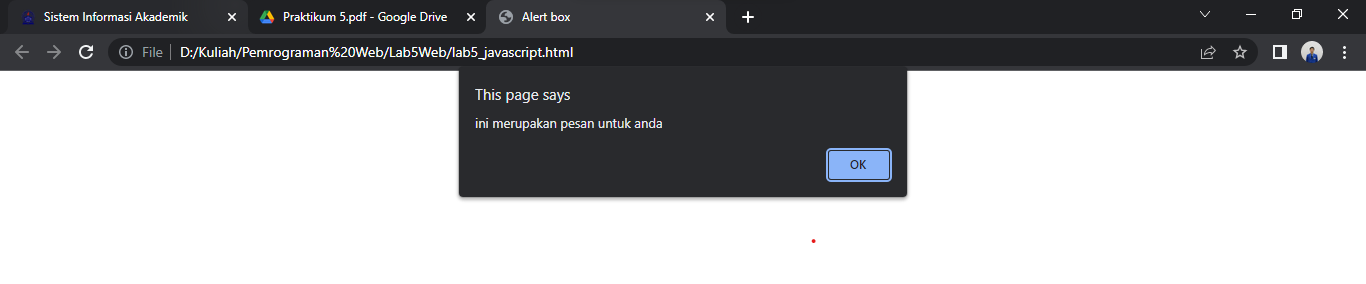 Sistem Informasi Akademik
Praktikum 5.pdf - Google Drive
Alert box
File
D:/Kuliah/Pemrograman%20Web/Lab5Web/lab5_javascript.html
This page says
ini merupakan pesan untuk anda
OK